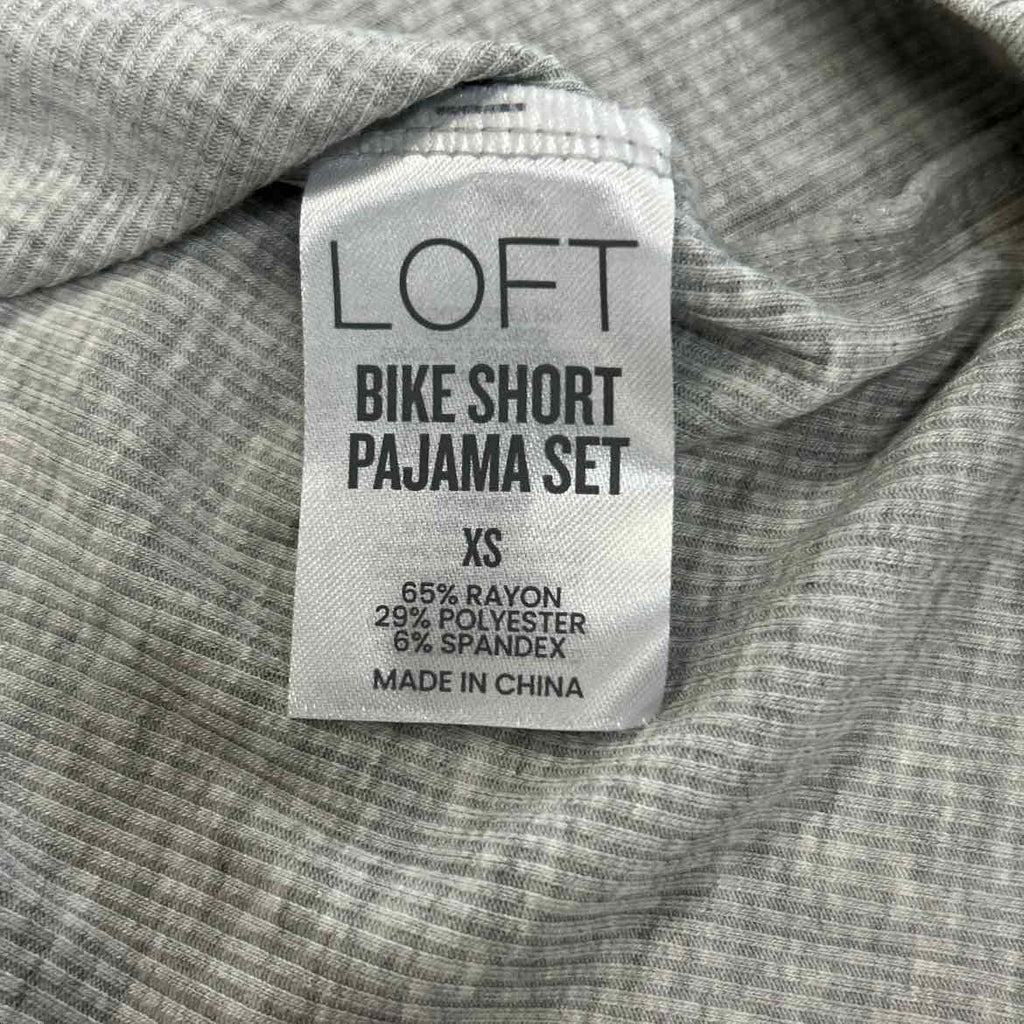 LOFT
BIKE SHORT
PAJAMA SET
XS
65% RAYON
29% POLYESTER
6% SPANDEX
MADE IN CHINA